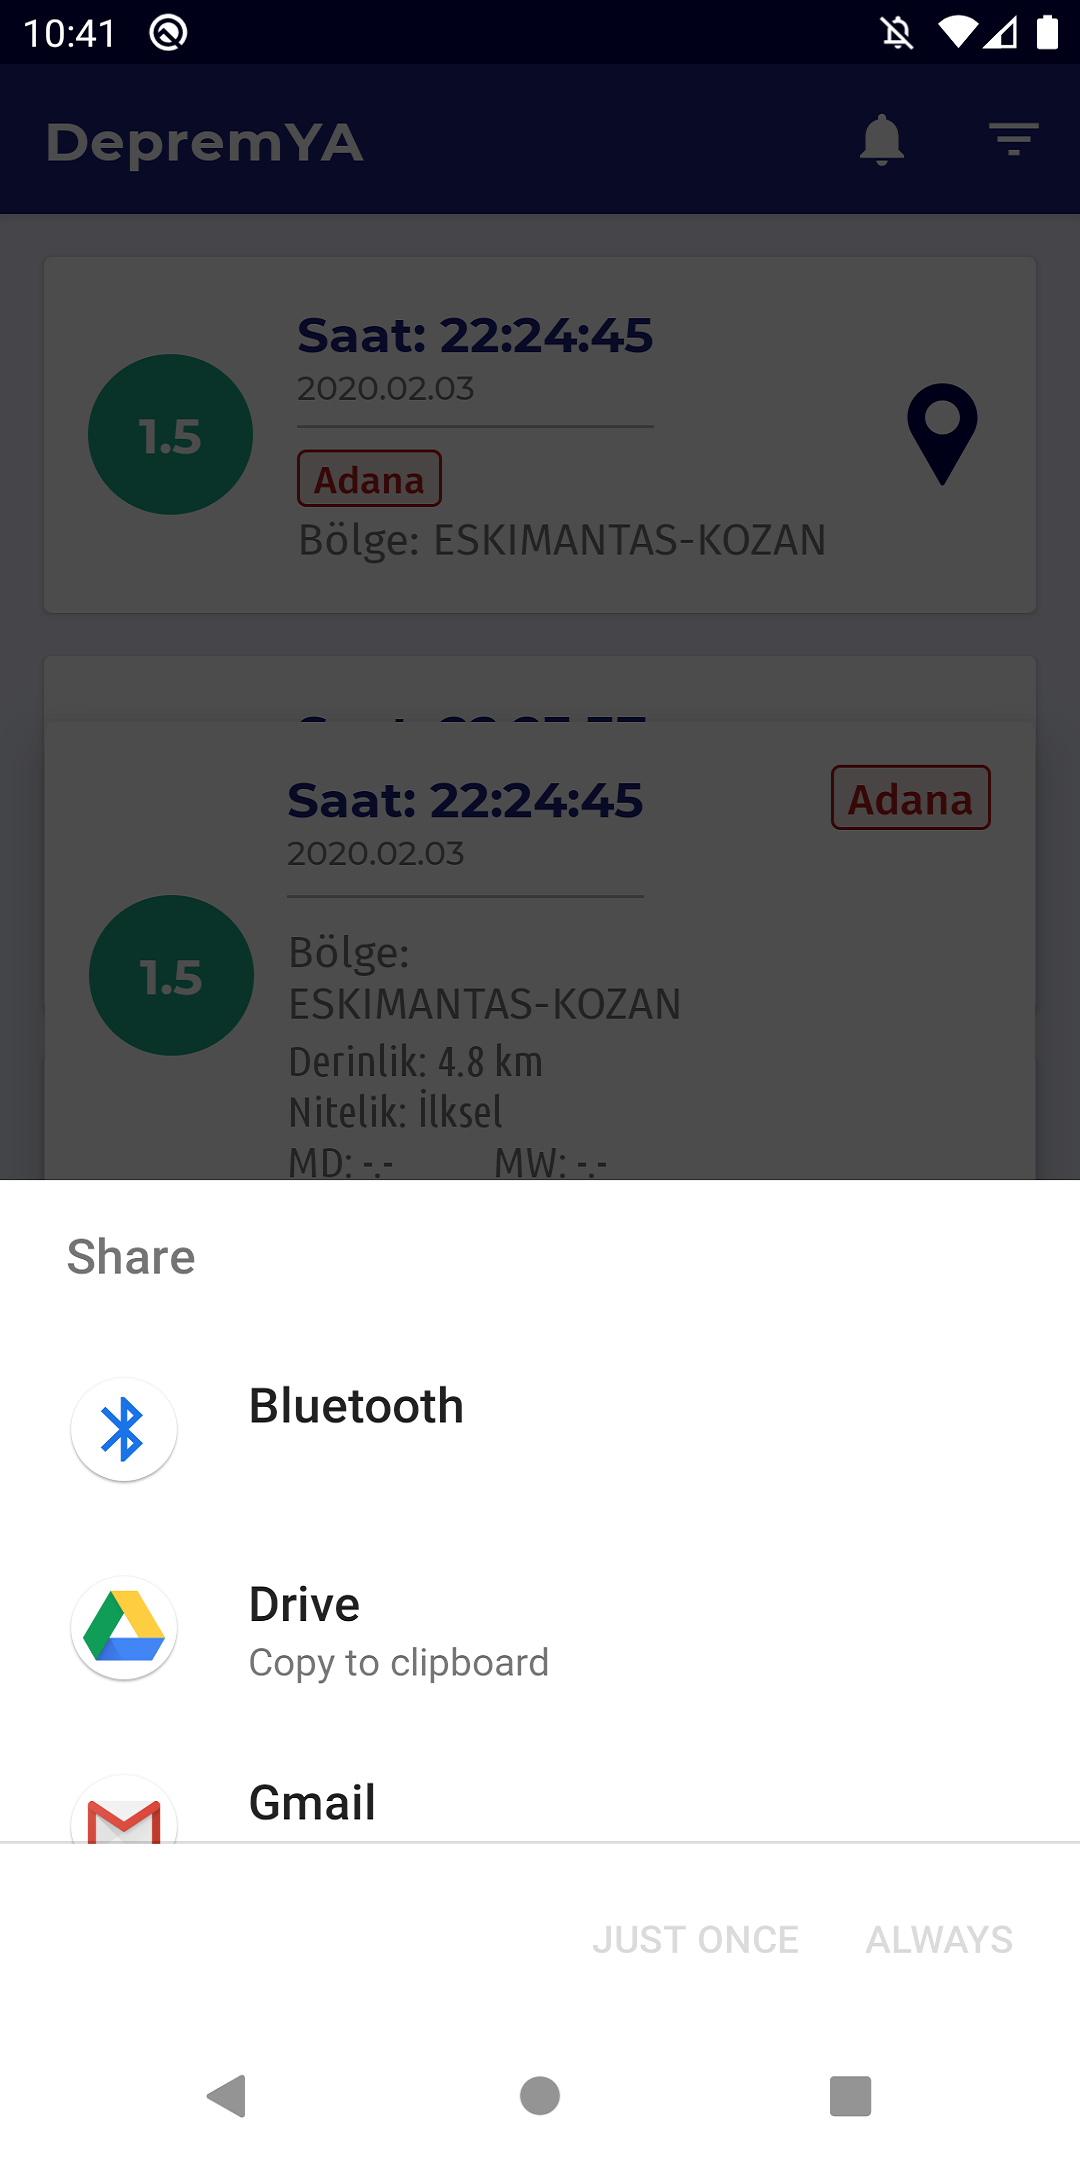 10:41
DepremYA
Saat: 22:24:45
2020.02.03
1.5
Adana
Bölge: ESKIMANTAS-KOZAN
Saat: 22:24:45
Adana
2020.02.03
1.5
Bölge:
ESKIMANTAS-KOZAN
Derinlik: 4.8 km
Nitelik: İlksel
MD: -.- MW: -.-
Share
Bluetooth
Drive
Copy to clipboard
Gmail
JUST ONCE ALWAYS